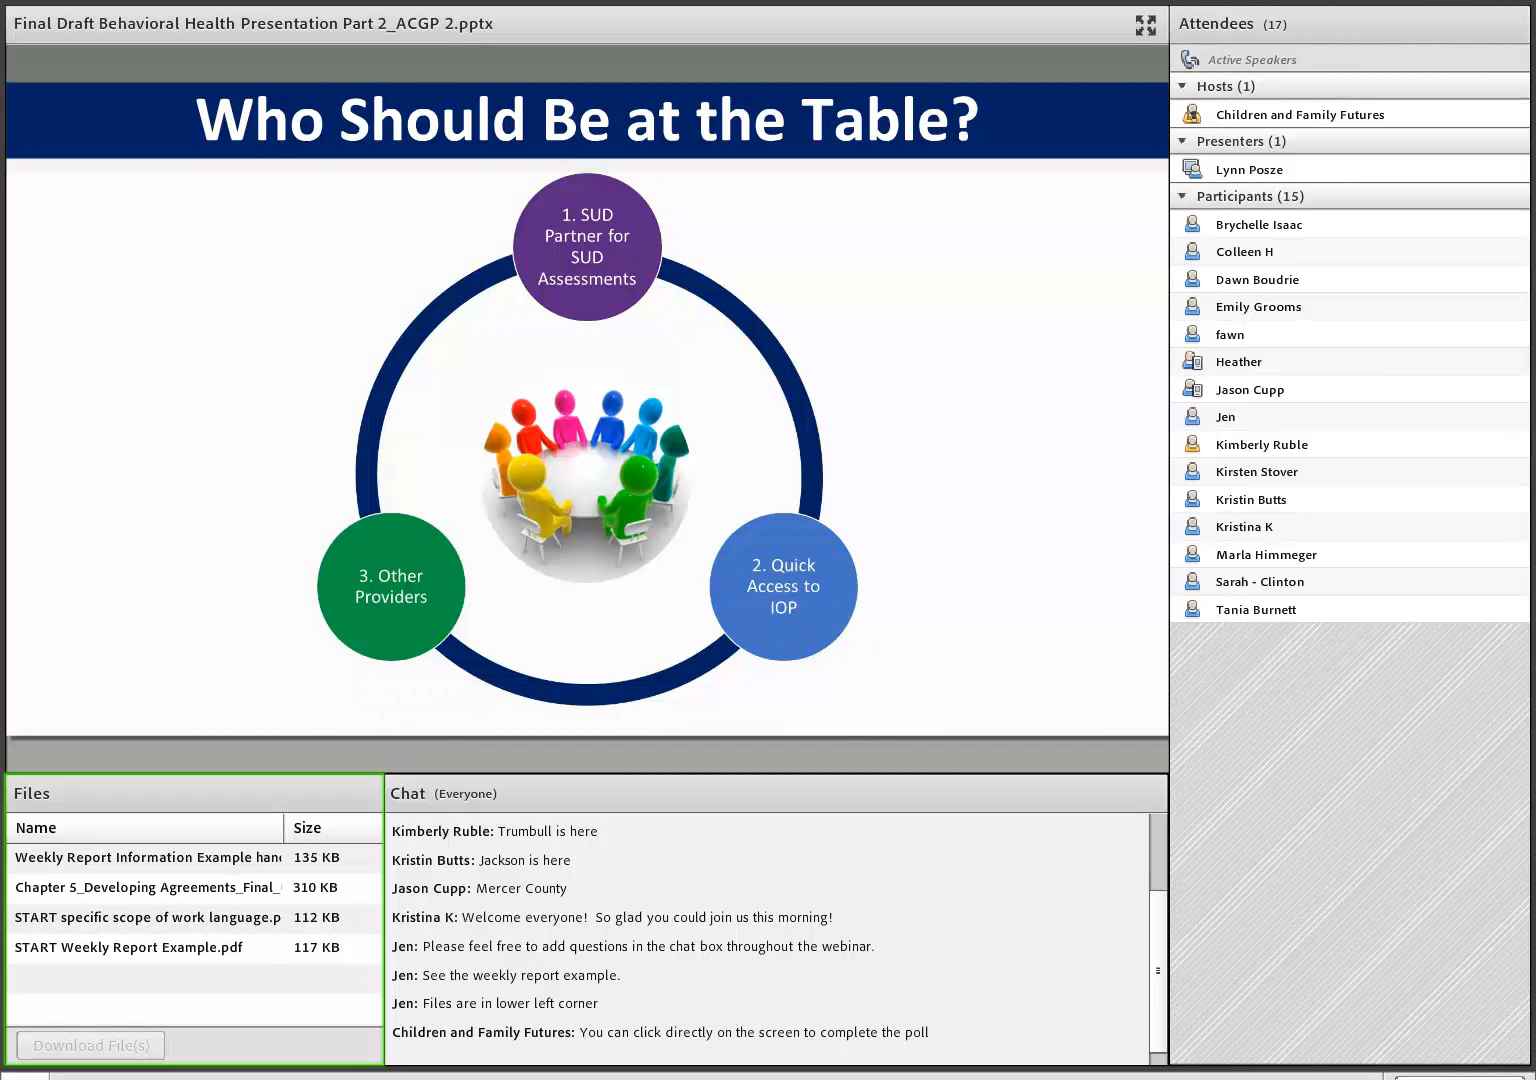 Final Draft Behavioral Health Presentation Part 2_ACGP 2.pptx
Who Should Be at the Table?
1. SUD
Partner for
SUD
Assessments
2. Quick
Access to
IOP
3. Other
Providers
Attendees (17)
Active Speakers
Hosts (1)
Children and Family Futures
Presenters (1)
Lynn Posze
Participants (15)
Brychelle Isaac
Colleen H
Dawn Boudrie
Emily Grooms
fawn
Heather
Jason Cupp
Jen
Kimberly Ruble
Kirsten Stover
Kristin Butts
Kristina K
Marla Himmeger
Sarah - Clinton
Tania Burnett
Files
Name Size
Weekly Report Information Example han 135 KB
Chapter 5_Developing Agreements_Final_ 310 KB
START specific scope of work language.p 112 KB
START Weekly Report Example.pdf 117 KB
Download File(s)
Chat (Everyone)
Kimberly Ruble: Trumbull is here
Kristin Butts: Jackson is here
Jason Cupp: Mercer County
Kristina K: Welcome everyone! So glad you could join us this morning!
Jen: Please feel free to add questions in the chat box throughout the webinar.
Jen: See the weekly report example.
Jen: Files are in lower left corner
Children and Family Futures: You can click directly on the screen to complete the poll